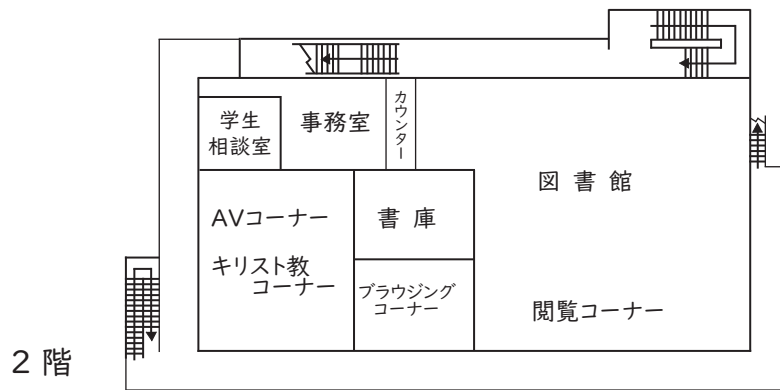 学生
相談室
事務室
カウンター
図書館
AVコーナー
書庫
キリスト教
コーナー
ブラウジング
コーナー
閲覧コーナー
2階